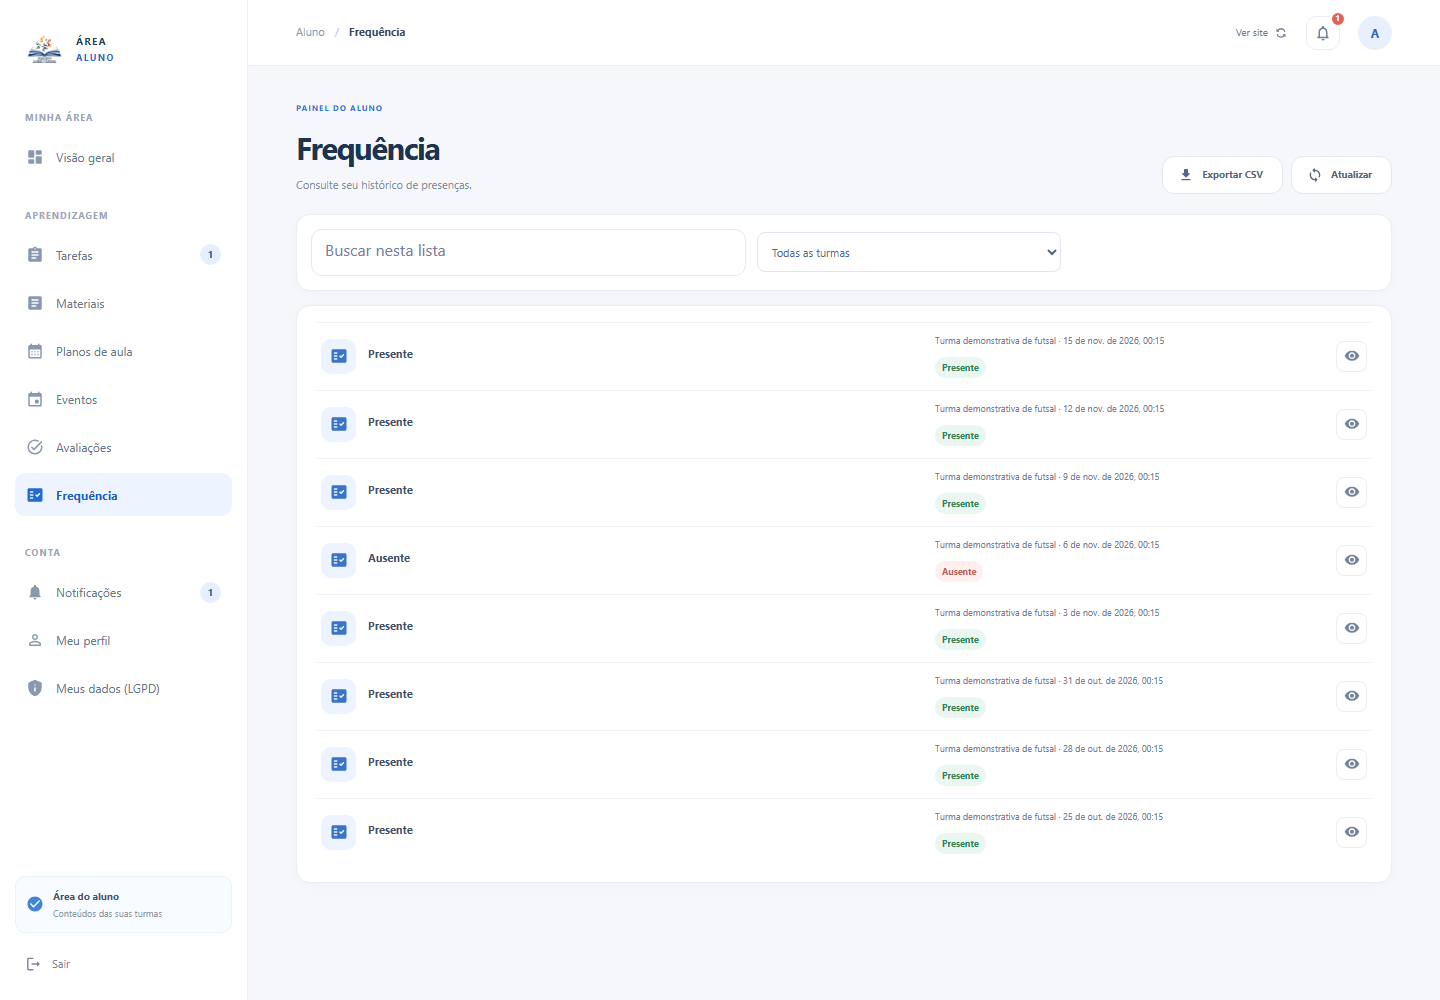 ÁREA
ALUNO
MINHA ÁREA
Visão geral
APRENDIZAGEM
Tarefas 1
Materiais
Planos de aula
Eventos
Avaliações
Frequência
CONTA
Notificações 1
Meu perfil
Meus dados (LGPD)
Área do aluno
Conteúdos das suas turmas
Sair
Aluno / Frequência
Ver site
1
A
PAINEL DO ALUNO
Frequência
Consulte seu histórico de presenças.
Exportar CSV
Atualizar
Buscar nesta lista
Todas as turmas
Presente
Turma demonstrativa de futsal · 15 de nov. de 2026, 00:15
Presente
Presente
Turma demonstrativa de futsal · 12 de nov. de 2026, 00:15
Presente
Presente
Turma demonstrativa de futsal · 9 de nov. de 2026, 00:15
Presente
Ausente
Turma demonstrativa de futsal · 6 de nov. de 2026, 00:15
Ausente
Presente
Turma demonstrativa de futsal · 3 de nov. de 2026, 00:15
Presente
Presente
Turma demonstrativa de futsal · 31 de out. de 2026, 00:15
Presente
Presente
Turma demonstrativa de futsal · 28 de out. de 2026, 00:15
Presente
Presente
Turma demonstrativa de futsal · 25 de out. de 2026, 00:15
Presente